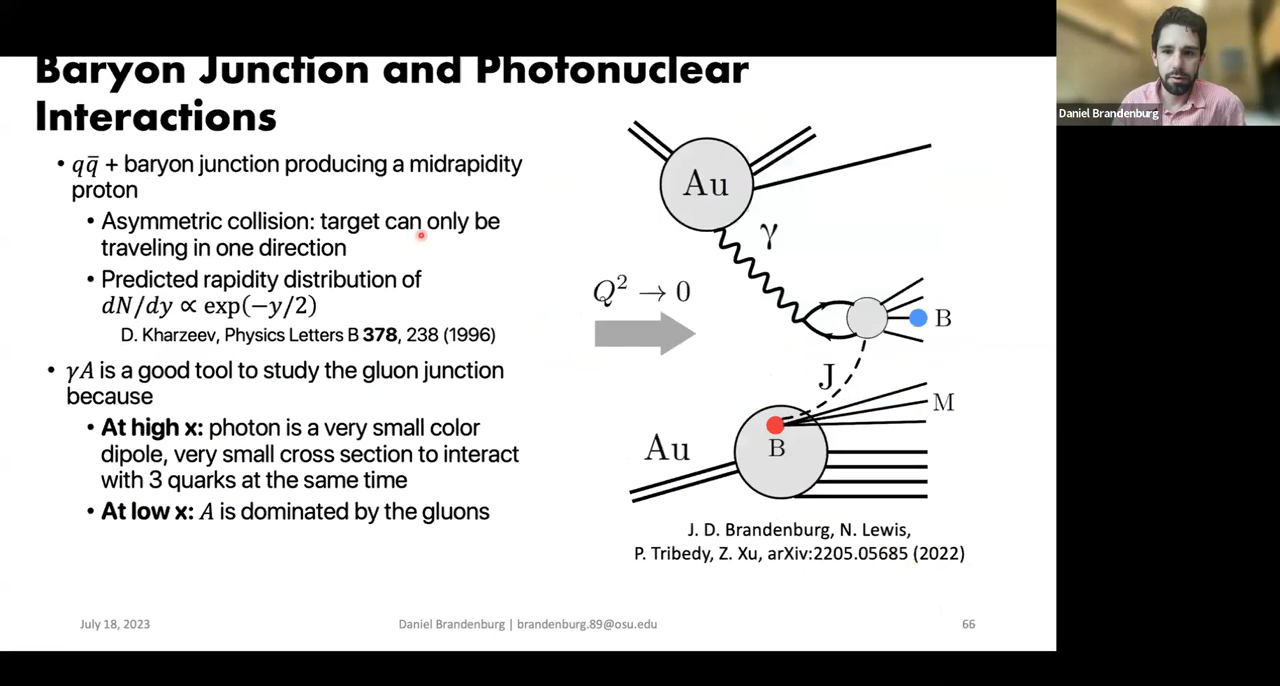 Baryon Junction and Photonuclear
Interactions
• qq̄ + baryon junction producing a midrapidity
proton
• Asymmetric collision: target can only be
traveling in one direction
• Predicted rapidity distribution of
dN/dy ∝ exp(−y/2)
D. Kharzeev, Physics Letters B 378, 238 (1996)
• γA is a good tool to study the gluon junction
because
• At high x: photon is a very small color
dipole, very small cross section to interact
with 3 quarks at the same time
• At low x: A is dominated by the gluons
Au
γ
Q² → 0
B
J
M
Au
B
J. D. Brandenburg, N. Lewis,
P. Tribedy, Z. Xu, arXiv:2205.05685 (2022)
July 18, 2023
Daniel Brandenburg | brandenburg.89@osu.edu
66
Daniel Brandenburg